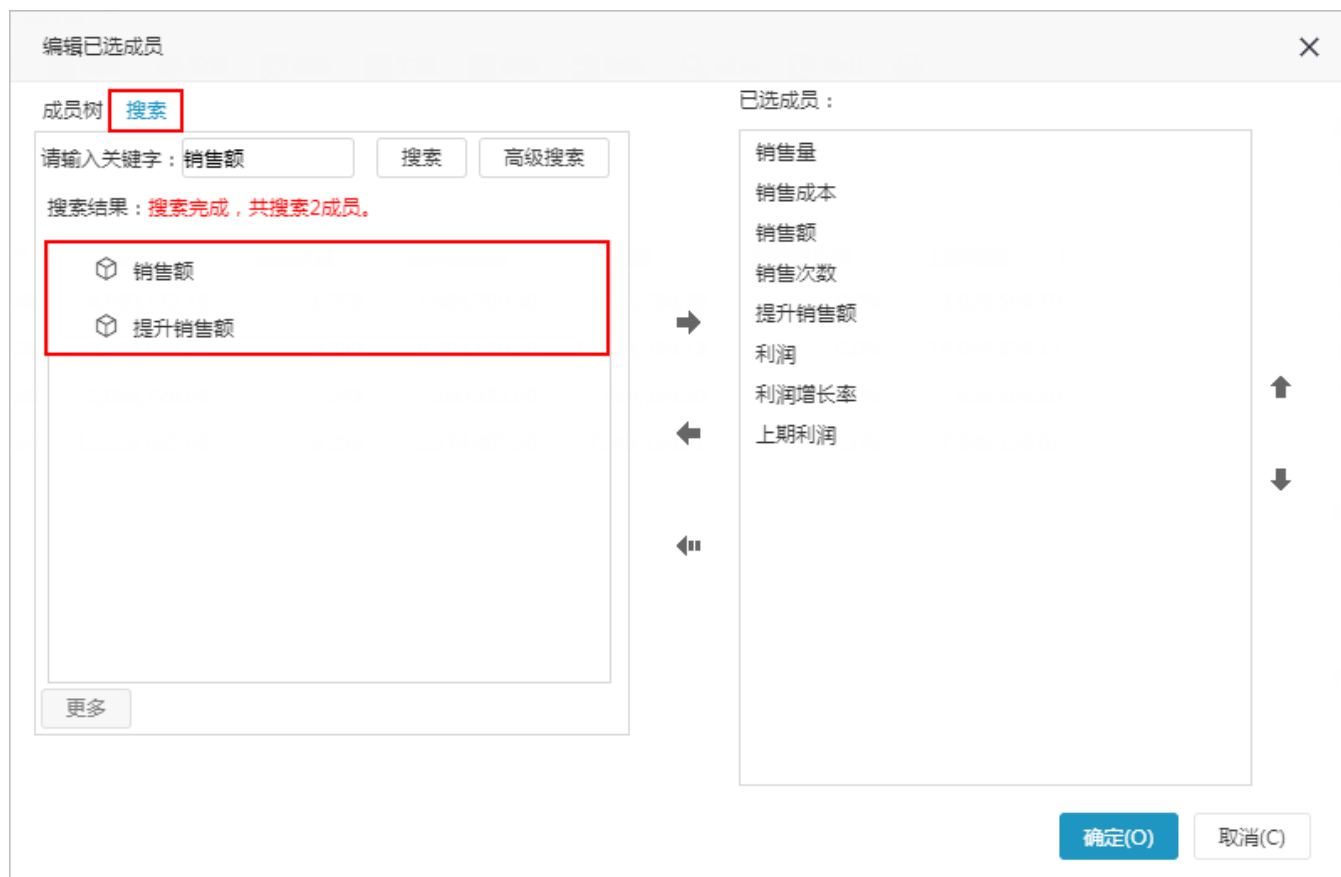 编辑已选成员
成员树 搜索
请输入关键字：销售额 搜索 高级搜索
搜索结果：搜索完成，共搜索2成员。
销售额
提升销售额
更多
已选成员：
销售量
销售成本
销售额
销售次数
提升销售额
利润
利润增长率
上期利润
确定(O) 取消(C)